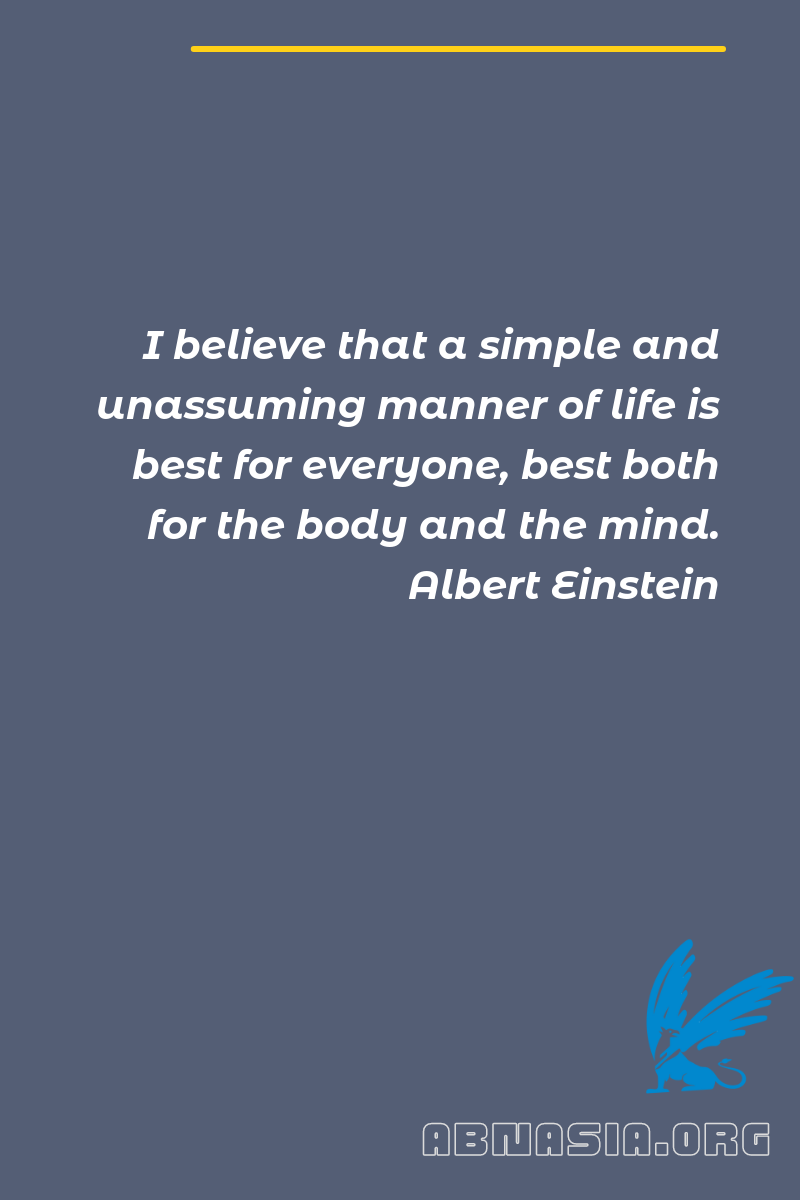 I believe that a simple and
unassuming manner of life is
best for everyone, best both
for the body and the mind.
Albert Einstein
ABNASIA.ORG